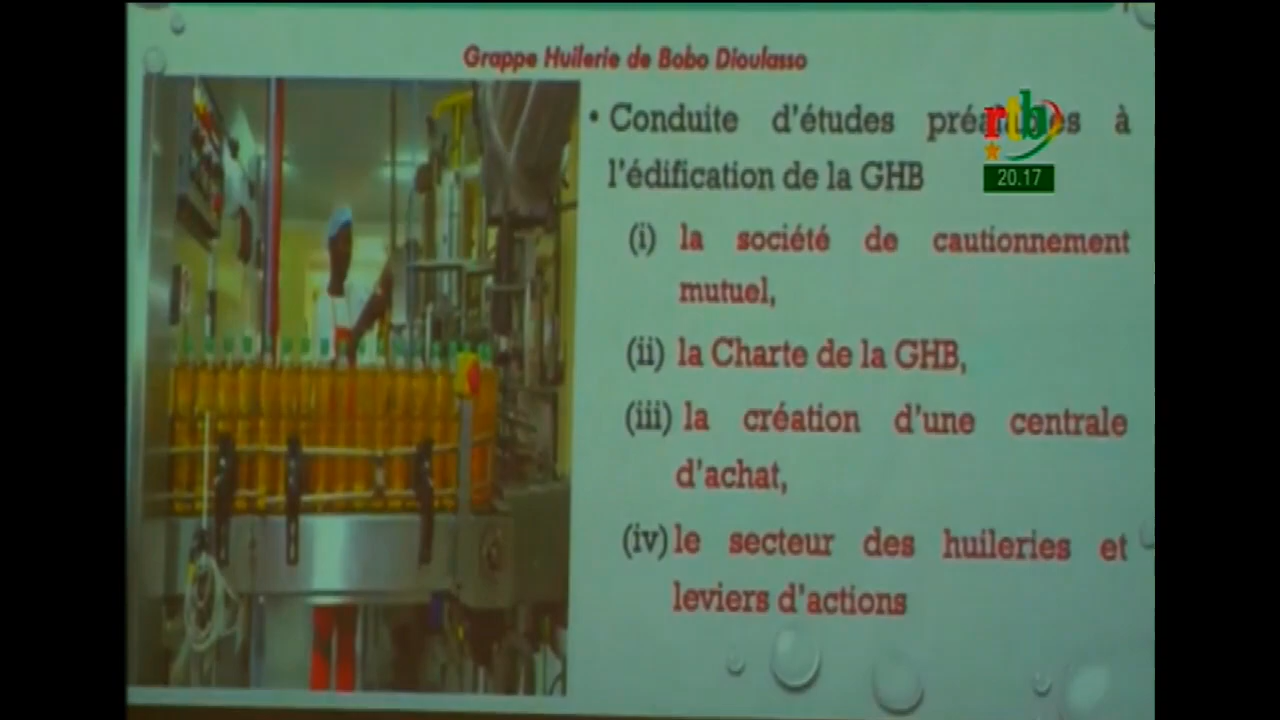 Grappe Huilerie de Bobo Dioulasso
• Conduite d'études préalables à
l'édification de la GHB
rtb
20.17
(i) la société de cautionnement
mutuel,
(ii) la Charte de la GHB,
(iii) la création d'une centrale
d'achat,
(iv) le secteur des huileries et
leviers d'actions